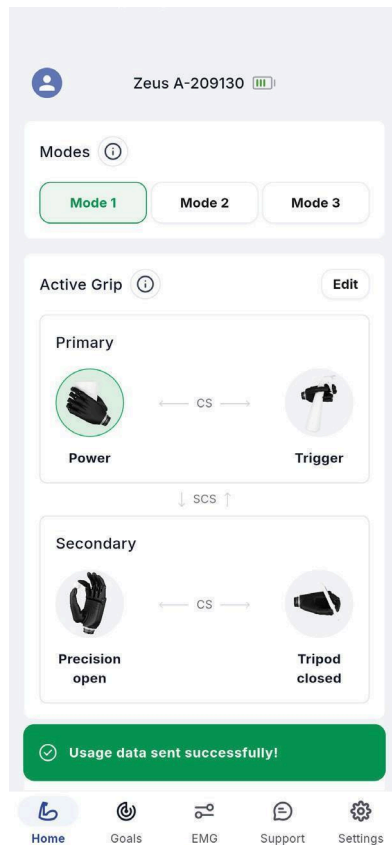 Zeus A-209130
Modes
Mode 1 Mode 2 Mode 3
Active Grip Edit
Primary
CS
Power Trigger
SCS
Secondary
CS
Precision open Tripod closed
Usage data sent successfully!
Home Goals EMG Support Settings